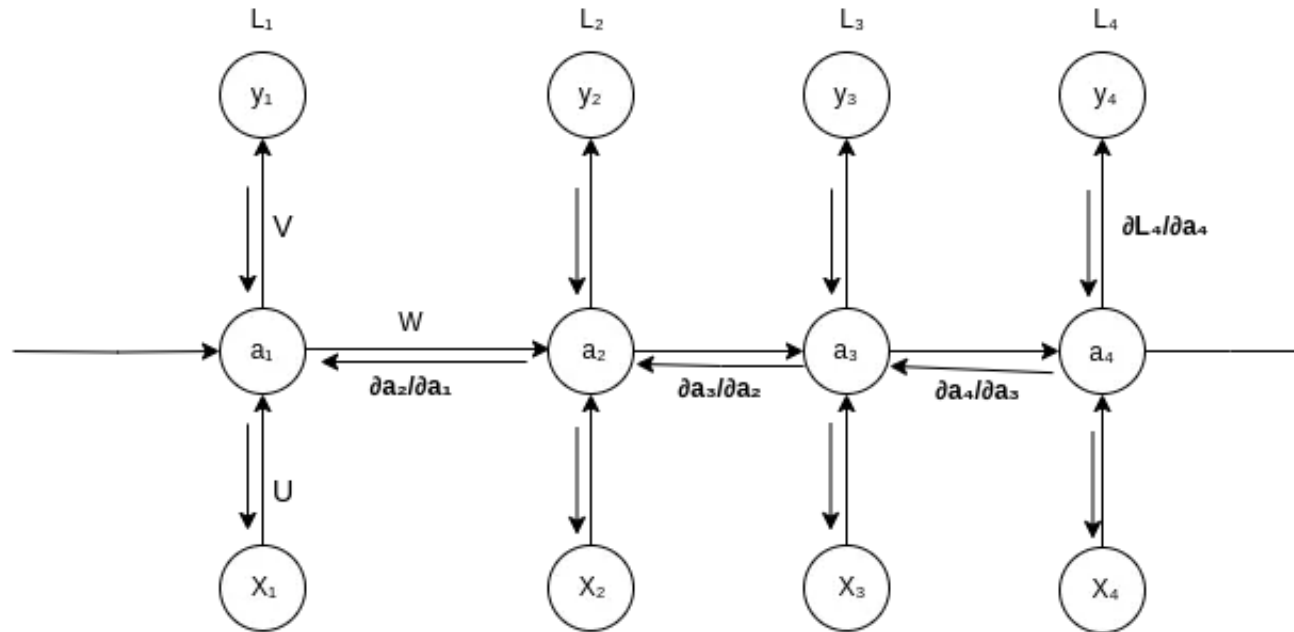 L₁ L₂ L₃ L₄
y₁ y₂ y₃ y₄
V ∂L₄/∂a₄
W
a₁ a₂ a₃ a₄
∂a₂/∂a₁ ∂a₃/∂a₂ ∂a₄/∂a₃
U
X₁ X₂ X₃ X₄